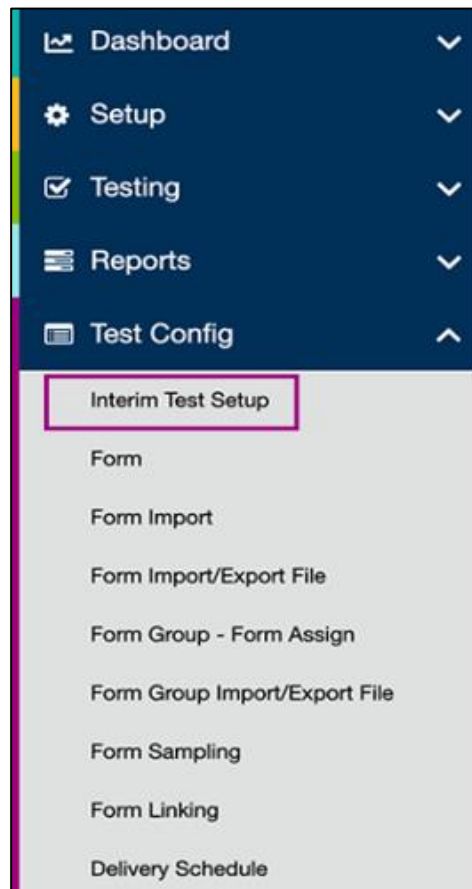 Dashboard
Setup
Testing
Reports
Test Config
Interim Test Setup
Form
Form Import
Form Import/Export File
Form Group - Form Assign
Form Group Import/Export File
Form Sampling
Form Linking
Delivery Schedule